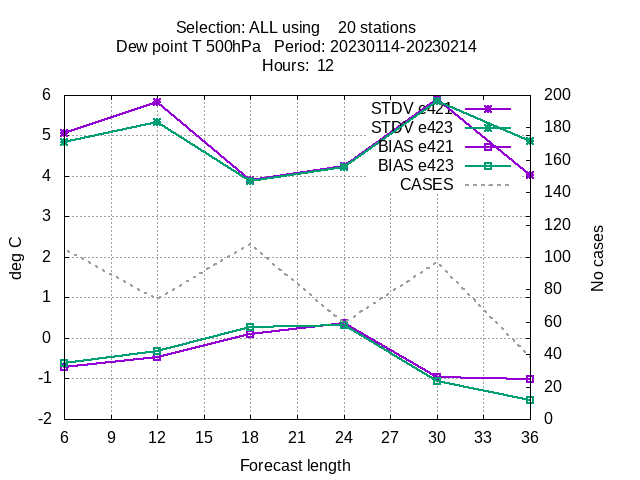 Selection: ALL using    20 stations
Dew point T 500hPa   Period: 20230114-20230214
Hours: 12
STDV e421
STDV e423
BIAS e421
BIAS e423
CASES
6
5
4
3
2
1
0
-1
-2
deg C
200
180
160
140
120
100
80
60
40
20
0
No cases
6 9 12 15 18 21 24 27 30 33 36
Forecast length